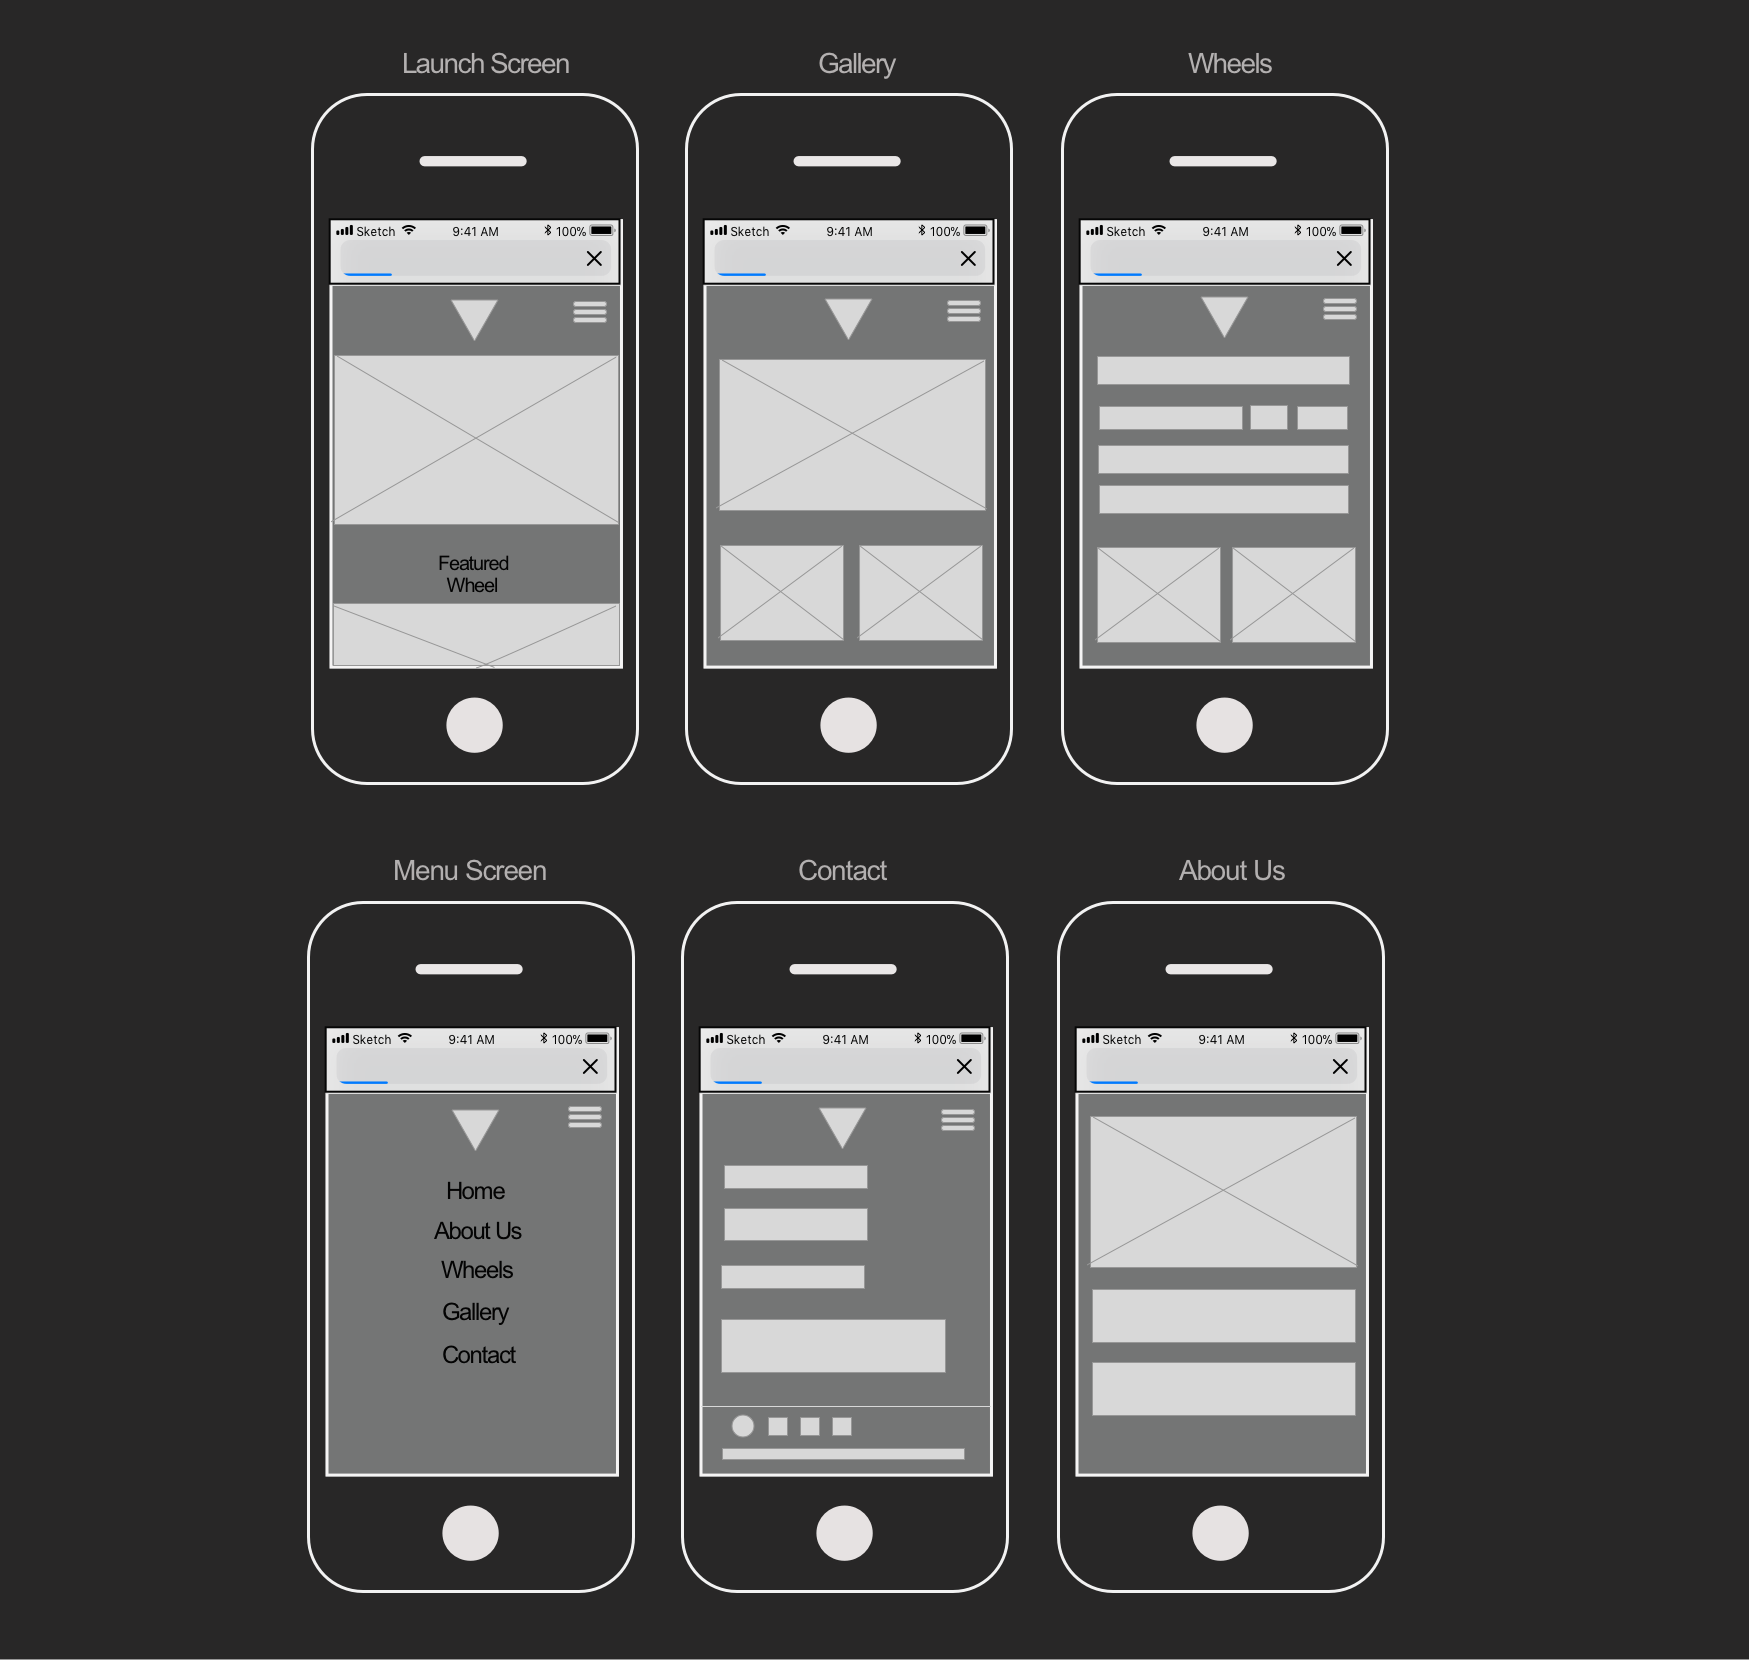 Launch Screen
Gallery
Wheels
Sketch 9:41 AM 100%
Sketch 9:41 AM 100%
Sketch 9:41 AM 100%
Featured
Wheel
Menu Screen
Contact
About Us
Sketch 9:41 AM 100%
Sketch 9:41 AM 100%
Sketch 9:41 AM 100%
Home
About Us
Wheels
Gallery
Contact